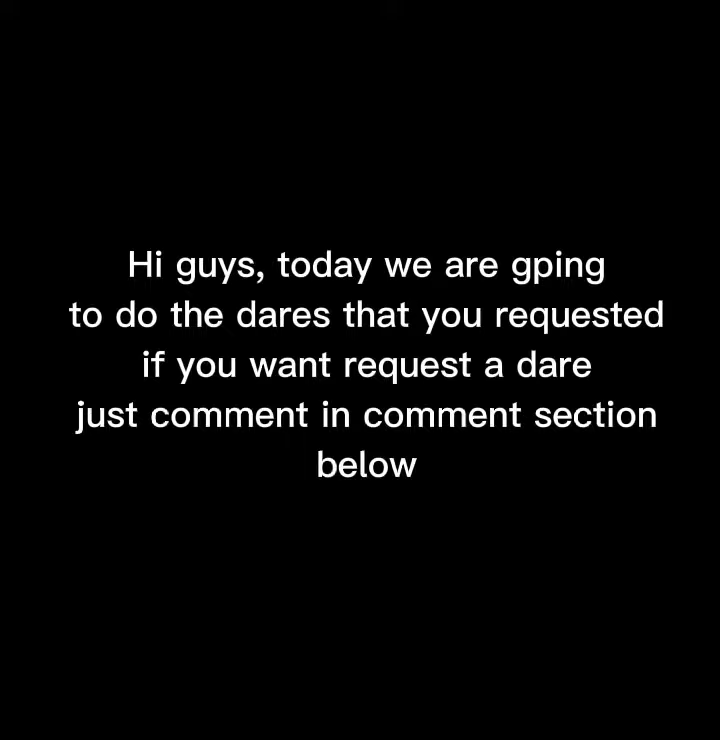 Hi guys, today we are gping
to do the dares that you requested
if you want request a dare
just comment in comment section
below